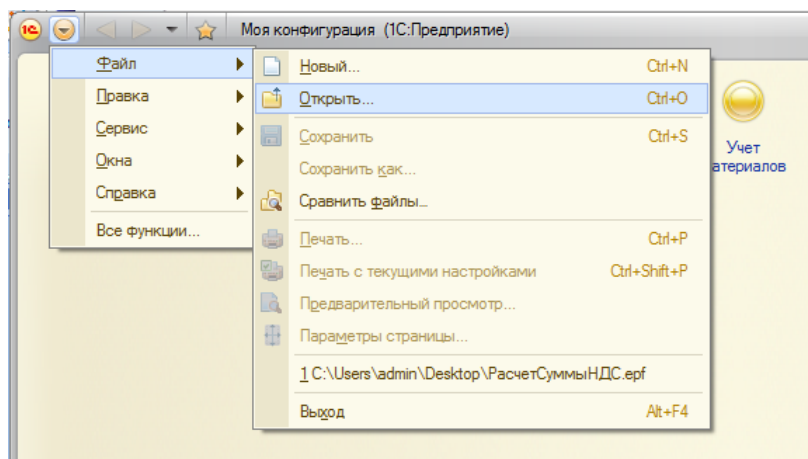 1С Моя конфигурация (1С:Предприятие)
Файл
Правка
Сервис
Окна
Справка
Все функции...
Новый... Ctrl+N
Открыть... Ctrl+O
Сохранить Ctrl+S
Сохранить как...
Сравнить файлы...
Печать... Ctrl+P
Печать с текущими настройками Ctrl+Shift+P
Предварительный просмотр...
Параметры страницы...
1 C:\Users\admin\Desktop\РасчетСуммыНДС.epf
Выход Alt+F4
Учет
атериалов